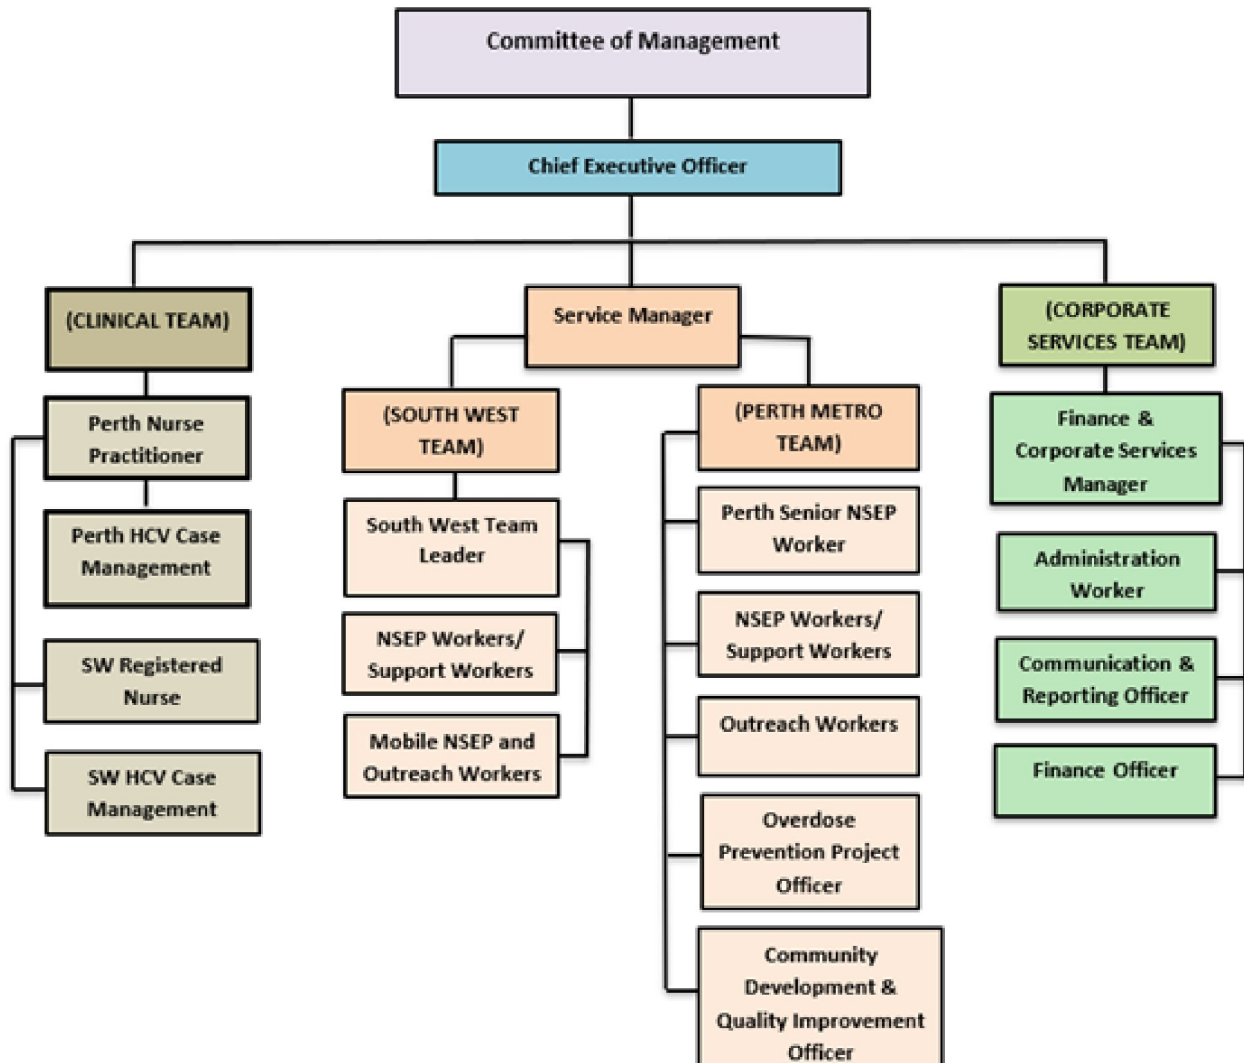 Committee of Management
Chief Executive Officer
(CLINICAL TEAM)
Service Manager
(CORPORATE
SERVICES TEAM)
Perth Nurse
Practitioner
Perth HCV Case
Management
SW Registered
Nurse
SW HCV Case
Management
(SOUTH WEST
TEAM)
South West Team
Leader
NSEP Workers/
Support Workers
Mobile NSEP and
Outreach Workers
(PERTH METRO
TEAM)
Perth Senior NSEP
Worker
NSEP Workers/
Support Workers
Outreach Workers
Overdose
Prevention Project
Officer
Community
Development &
Quality Improvement
Officer
Finance &
Corporate Services
Manager
Administration
Worker
Communication &
Reporting Officer
Finance Officer